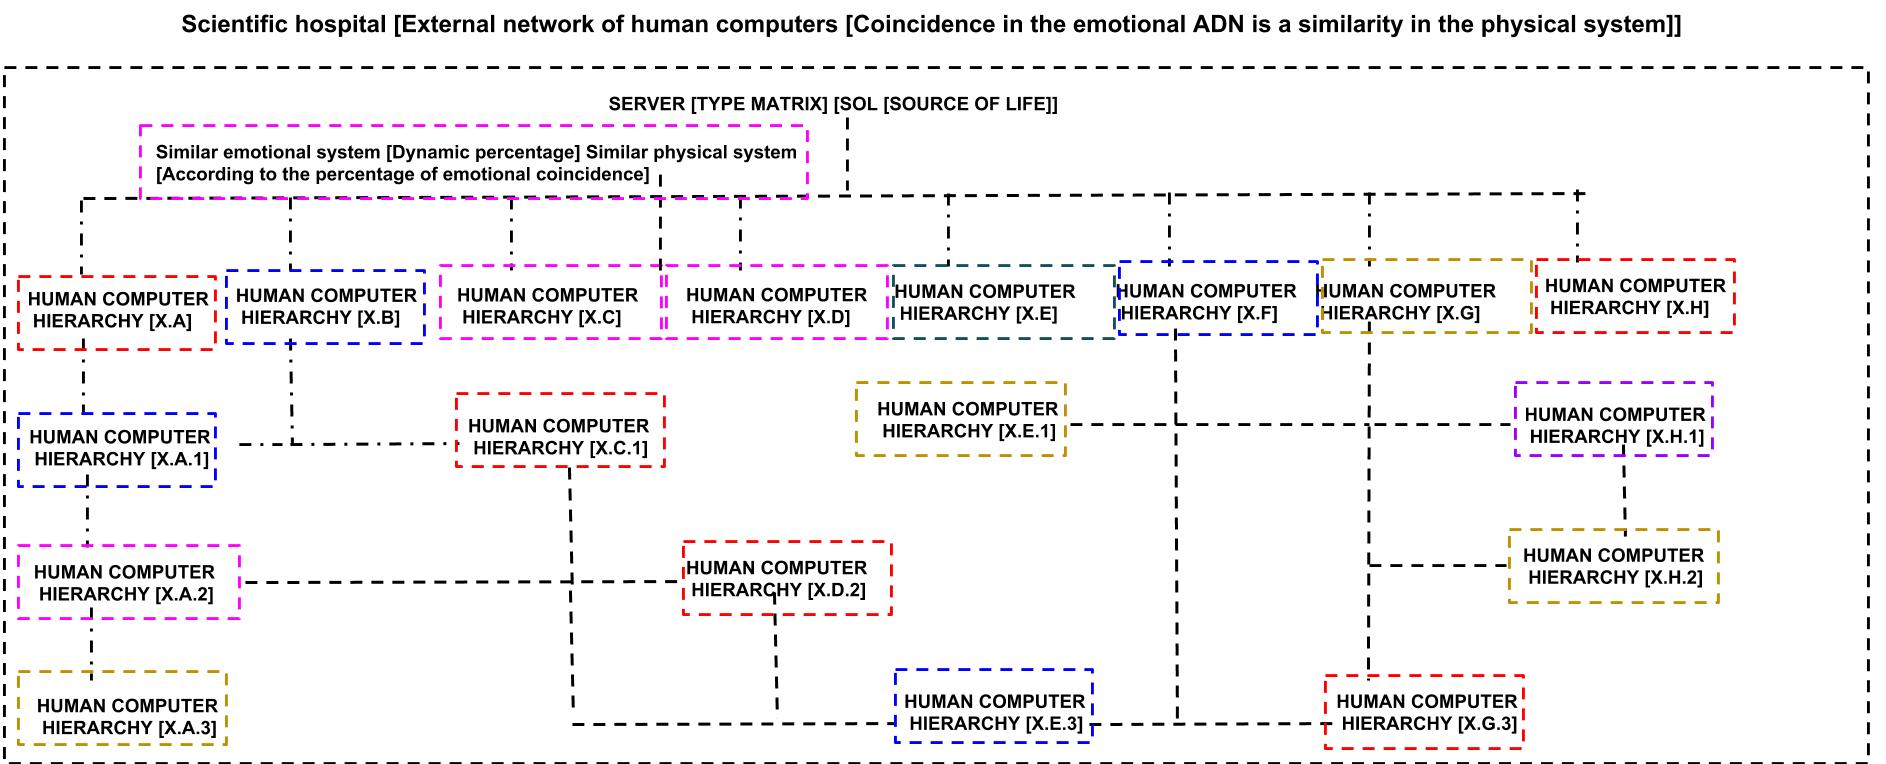 Scientific hospital [External network of human computers [Coincidence in the emotional ADN is a similarity in the physical system]]
SERVER [TYPE MATRIX] [SOL [SOURCE OF LIFE]]
Similar emotional system [Dynamic percentage] Similar physical system
[According to the percentage of emotional coincidence]
HUMAN COMPUTER
HIERARCHY [X.A]
HUMAN COMPUTER
HIERARCHY [X.B]
HUMAN COMPUTER
HIERARCHY [X.C]
HUMAN COMPUTER
HIERARCHY [X.D]
HUMAN COMPUTER
HIERARCHY [X.E]
HUMAN COMPUTER
HIERARCHY [X.F]
HUMAN COMPUTER
HIERARCHY [X.G]
HUMAN COMPUTER
HIERARCHY [X.H]
HUMAN COMPUTER
HIERARCHY [X.A.1]
HUMAN COMPUTER
HIERARCHY [X.C.1]
HUMAN COMPUTER
HIERARCHY [X.E.1]
HUMAN COMPUTER
HIERARCHY [X.H.1]
HUMAN COMPUTER
HIERARCHY [X.A.2]
HUMAN COMPUTER
HIERARCHY [X.D.2]
HUMAN COMPUTER
HIERARCHY [X.H.2]
HUMAN COMPUTER
HIERARCHY [X.A.3]
HUMAN COMPUTER
HIERARCHY [X.E.3]
HUMAN COMPUTER
HIERARCHY [X.G.3]